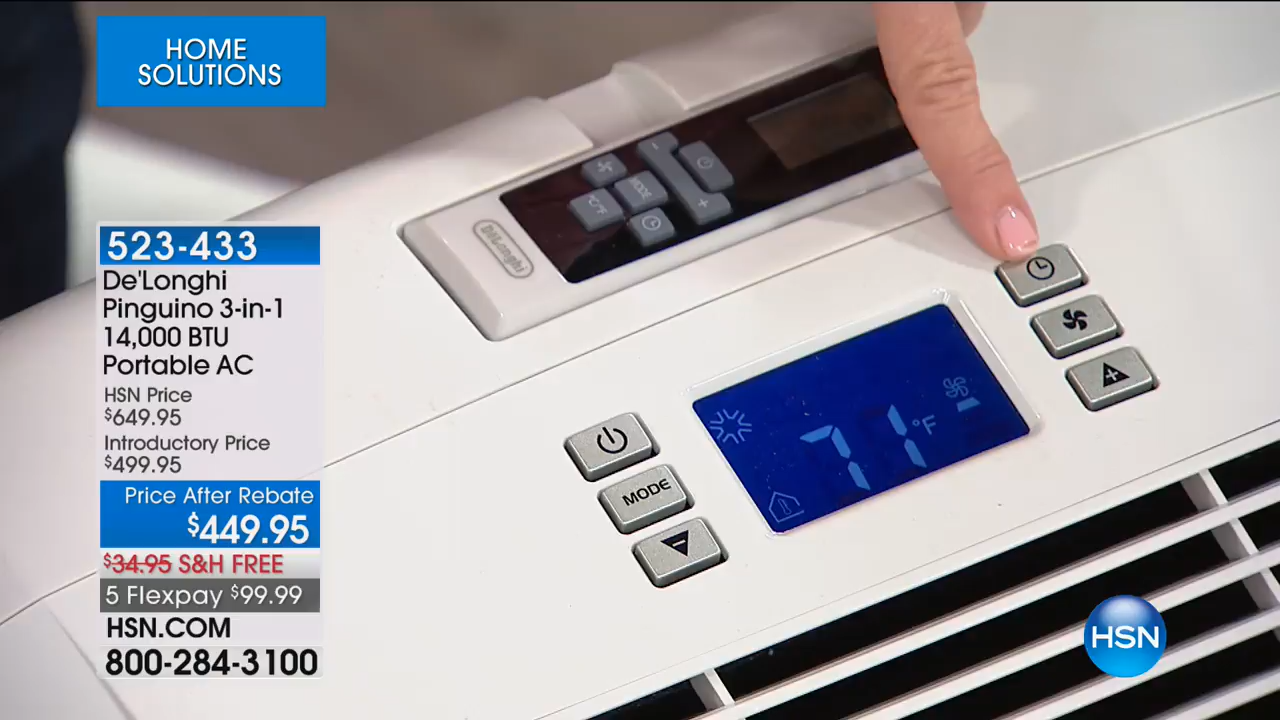 HOME
SOLUTIONS
523-433
De'Longhi
Pinguino 3-in-1
14,000 BTU
Portable AC
HSN Price
$649.95
Introductory Price
$499.95
Price After Rebate
$449.95
$34.95 S&H FREE
5 Flexpay $99.99
HSN.COM
800-284-3100
DeLonghi
MODE
°C/°F
- +
MODE
71°F
HSN